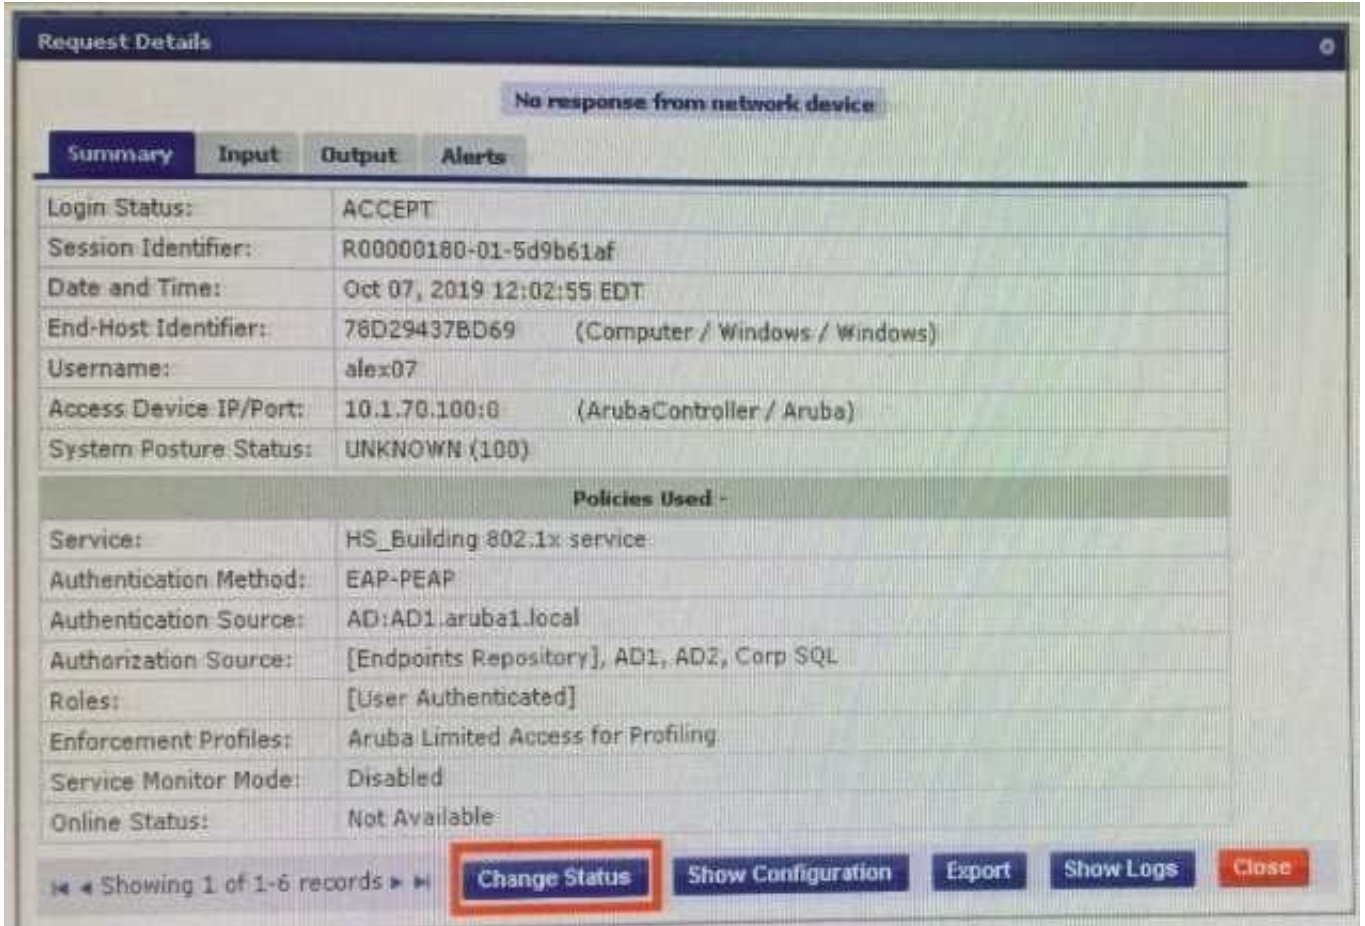 Request Details
No response from network device
Summary Input Output Alerts
Login Status: ACCEPT
Session Identifier: R00000180-01-5d9b61af
Date and Time: Oct 07, 2019 12:02:55 EDT
End-Host Identifier: 78D29437BD69 (Computer / Windows / Windows)
Username: alex07
Access Device IP/Port: 10.1.70.100:0 (ArubaController / Aruba)
System Posture Status: UNKNOWN (100)
Policies Used -
Service: HS_Building 802.1x service
Authentication Method: EAP-PEAP
Authentication Source: AD:AD1.aruba1.local
Authorization Source: [Endpoints Repository], AD1, AD2, Corp SQL
Roles: [User Authenticated]
Enforcement Profiles: Aruba Limited Access for Profiling
Service Monitor Mode: Disabled
Online Status: Not Available
Showing 1 of 1-6 records Change Status Show Configuration Export Show Logs Close